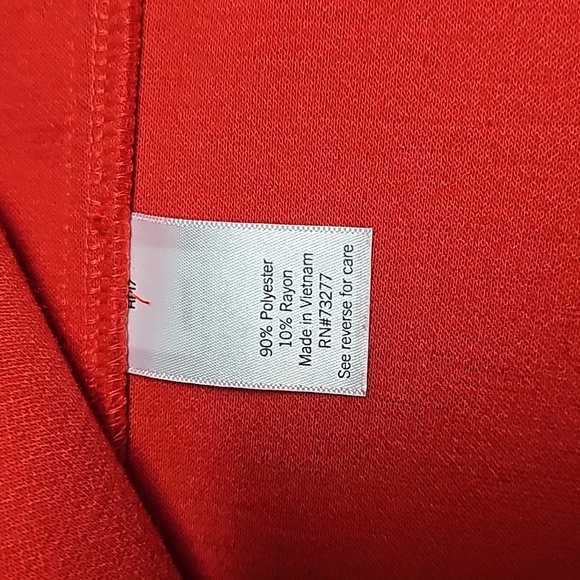 90% Polyester
10% Rayon
Made in Vietnam
RN#73277
See reverse for care